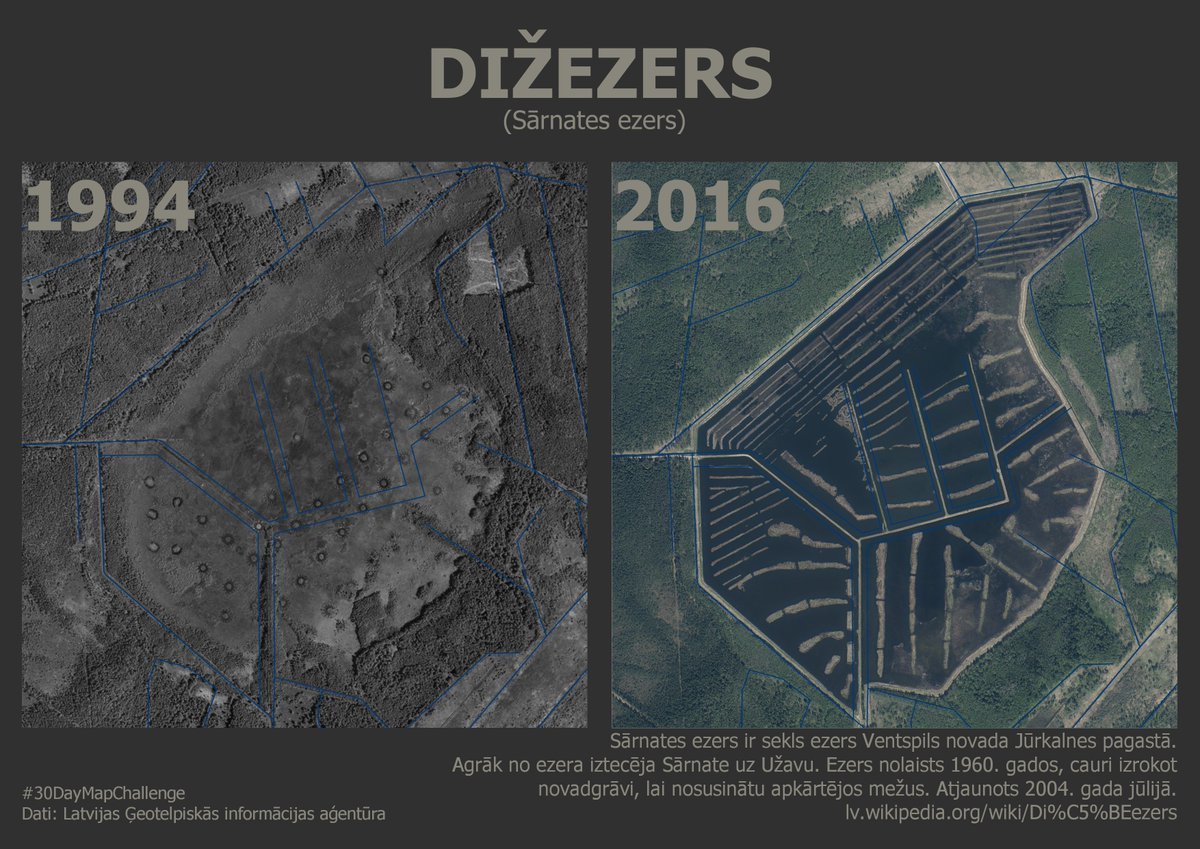 DIŽEZERS
(Sārnates ezers)
1994
2016
Sārnates ezers ir sekls ezers Ventspils novada Jūrkalnes pagastā.
Agrāk no ezera iztecēja Sārnate uz Užavu. Ezers nolaists 1960. gados, cauri izrokot
novadgrāvi, lai nosusinātu apkārtējos mežus. Atjaunots 2004. gada jūlijā.
lv.wikipedia.org/wiki/Di%C5%BEezers
#30DayMapChallenge
Dati: Latvijas Ģeotelpiskās informācijas aģentūra